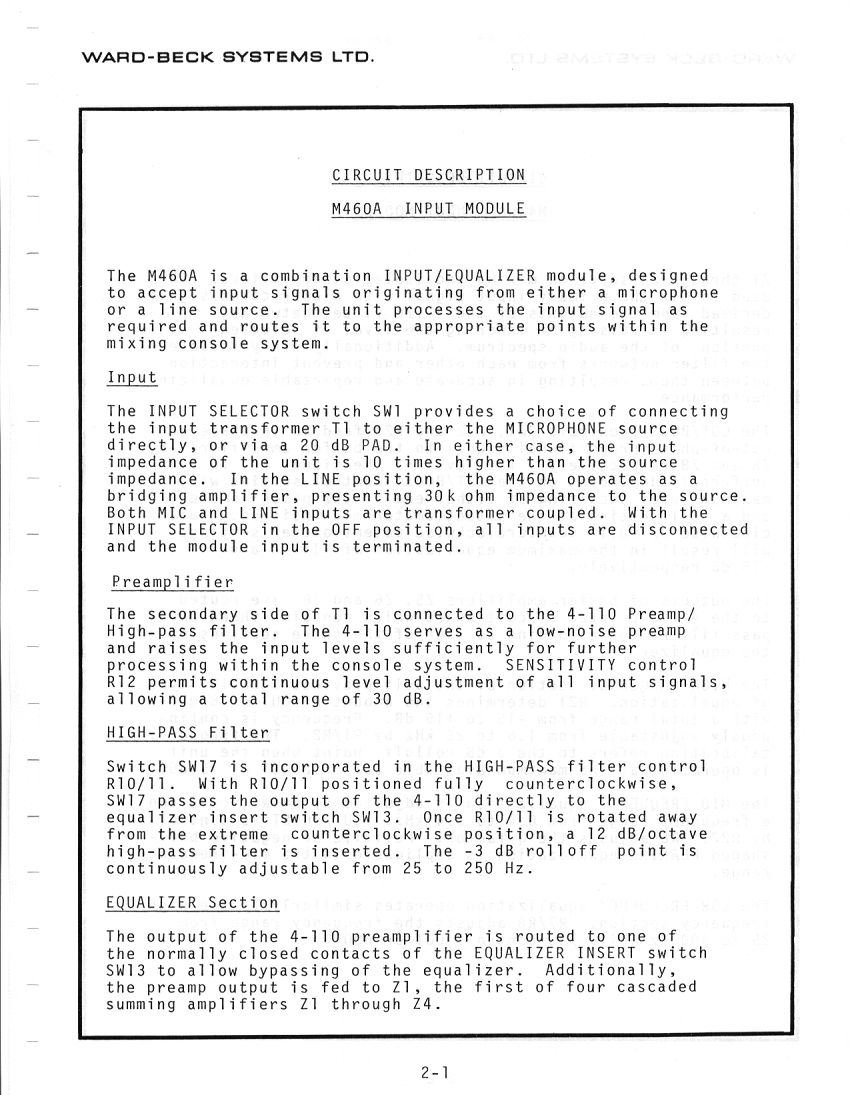 WARD-BECK SYSTEMS LTD.
CIRCUIT DESCRIPTION
M460A INPUT MODULE
The M460A is a combination INPUT/EQUALIZER module, designed
to accept input signals originating from either a microphone
or a line source. The unit processes the input signal as
required and routes it to the appropriate points within the
mixing console system.
Input
The INPUT SELECTOR switch SW1 provides a choice of connecting
the input transformer T1 to either the MICROPHONE source
directly, or via a 20 dB PAD. In either case, the input
impedance of the unit is 10 times higher than the source
impedance. In the LINE position, the M460A operates as a
bridging amplifier, presenting 30k ohm impedance to the source.
Both MIC and LINE inputs are transformer coupled. With the
INPUT SELECTOR in the OFF position, all inputs are disconnected
and the module input is terminated.
Preamplifier
The secondary side of T1 is connected to the 4-110 Preamp/
High-pass filter. The 4-110 serves as a low-noise preamp
and raises the input levels sufficiently for further
processing within the console system. SENSITIVITY control
R12 permits continuous level adjustment of all input signals,
allowing a total range of 30 dB.
HIGH-PASS Filter
Switch SW17 is incorporated in the HIGH-PASS filter control
R10/11. With R10/11 positioned fully counterclockwise,
SW17 passes the output of the 4-110 directly to the
equalizer insert switch SW13. Once R10/11 is rotated away
from the extreme counterclockwise position, a 12 dB/octave
high-pass filter is inserted. The -3 dB rolloff point is
continuously adjustable from 25 to 250 Hz.
EQUALIZER Section
The output of the 4-110 preamplifier is routed to one of
the normally closed contacts of the EQUALIZER INSERT switch
SW13 to allow bypassing of the equalizer. Additionally,
the preamp output is fed to Z1, the first of four cascaded
summing amplifiers Z1 through Z4.
2-1